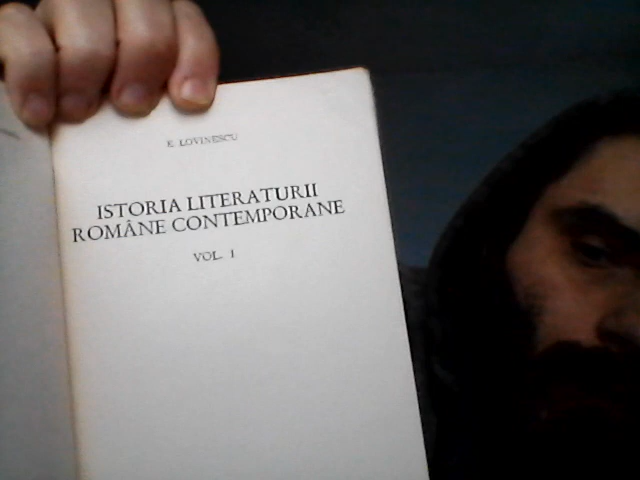 E. LOVINESCU
ISTORIA LITERATURII
ROMÂNE CONTEMPORANE
VOL. I